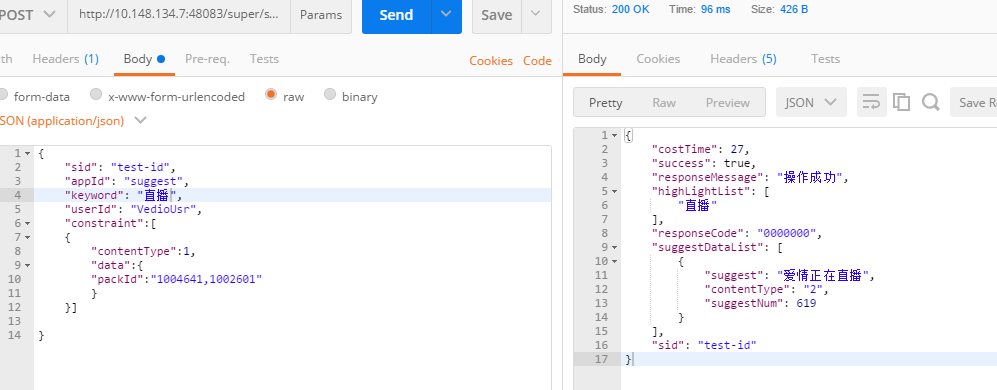 POST http://10.148.134.7:48083/super/s... Params Send Save
Headers (1) Body Pre-req. Tests Cookies Code
form-data x-www-form-urlencoded raw binary
JSON (application/json)
1 {
2 "sid": "test-id",
3 "appId": "suggest",
4 "keyword": "直播",
5 "userId": "VedioUsr",
6 "constraint":[
7 {
8 "contentType":1,
9 "data":{
10 "packId":"1004641,1002601"
11 }
12 }]
13
14 }
Status: 200 OK Time: 96 ms Size: 426 B
Body Cookies Headers (5) Tests
Pretty Raw Preview JSON Save
1 {
2 "costTime": 27,
3 "success": true,
4 "responseMessage": "操作成功",
5 "highLightList": [
6 "直播"
7 ],
8 "responseCode": "0000000",
9 "suggestDataList": [
10 {
11 "suggest": "爱情正在直播",
12 "contentType": "2",
13 "suggestNum": 619
14 }
15 ],
16 "sid": "test-id"
17 }